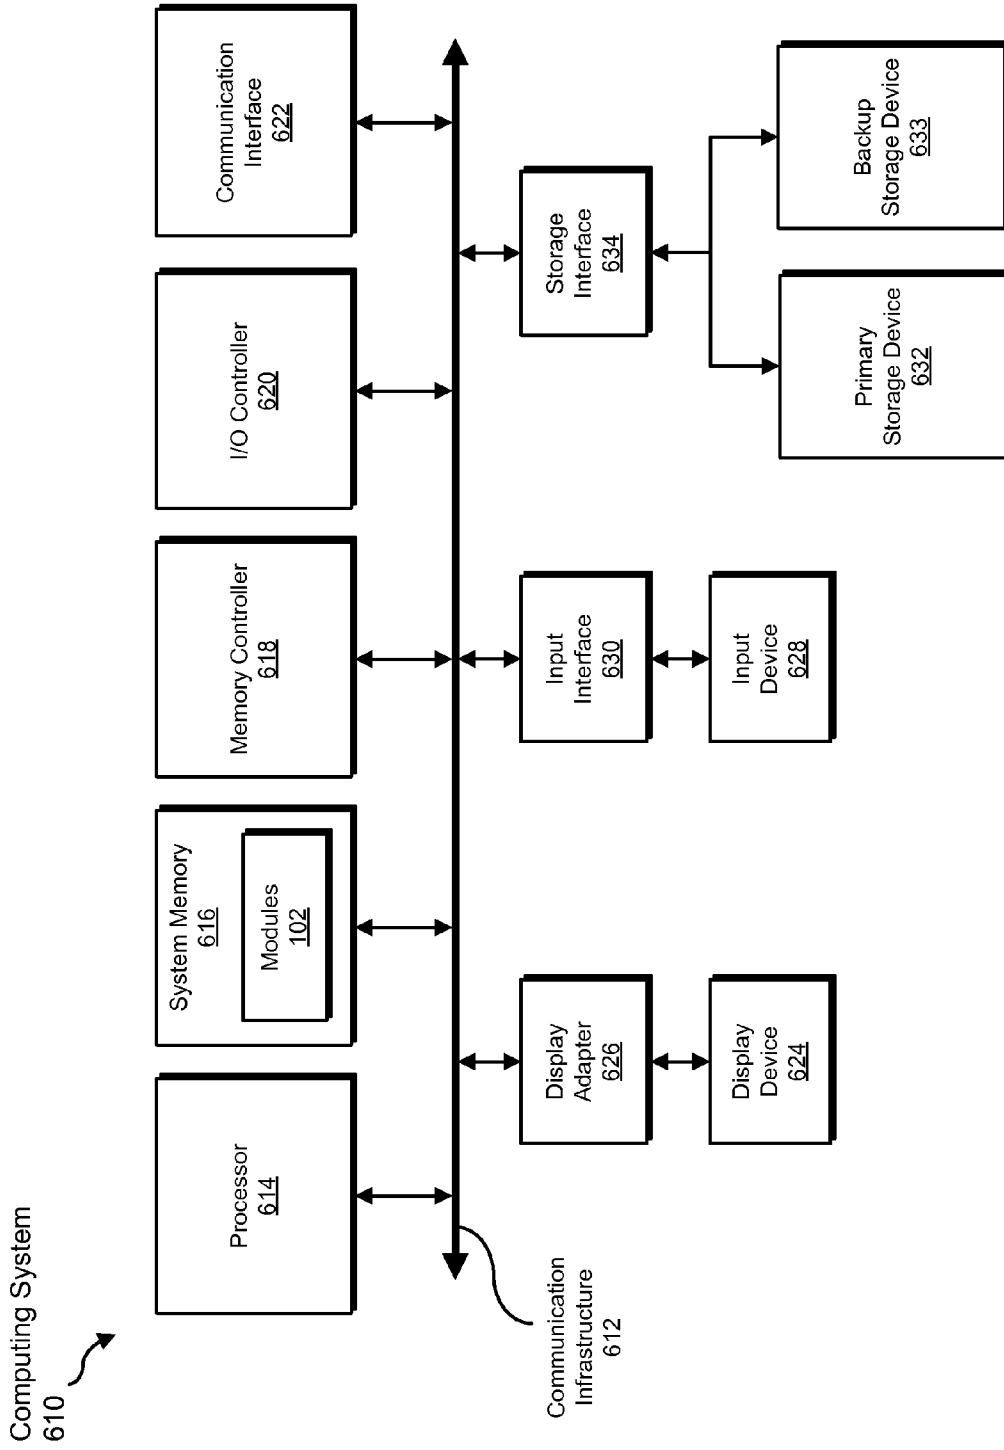 Computing System
610
Processor
614
System Memory
616
Modules
102
Memory Controller
618
I/O Controller
620
Communication
Interface
622
Communication
Infrastructure
612
Display
Adapter
626
Input
Interface
630
Storage
Interface
634
Display
Device
624
Input
Device
628
Primary
Storage Device
632
Backup
Storage Device
633